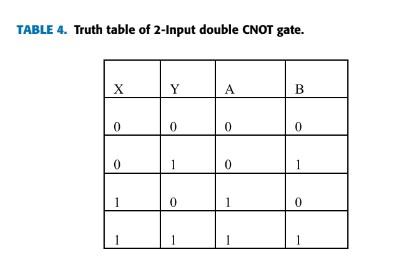 TABLE 4. Truth table of 2-Input double CNOT gate.
X Y A B
0 0 0 0
0 1 0 1
1 0 1 0
1 1 1 1